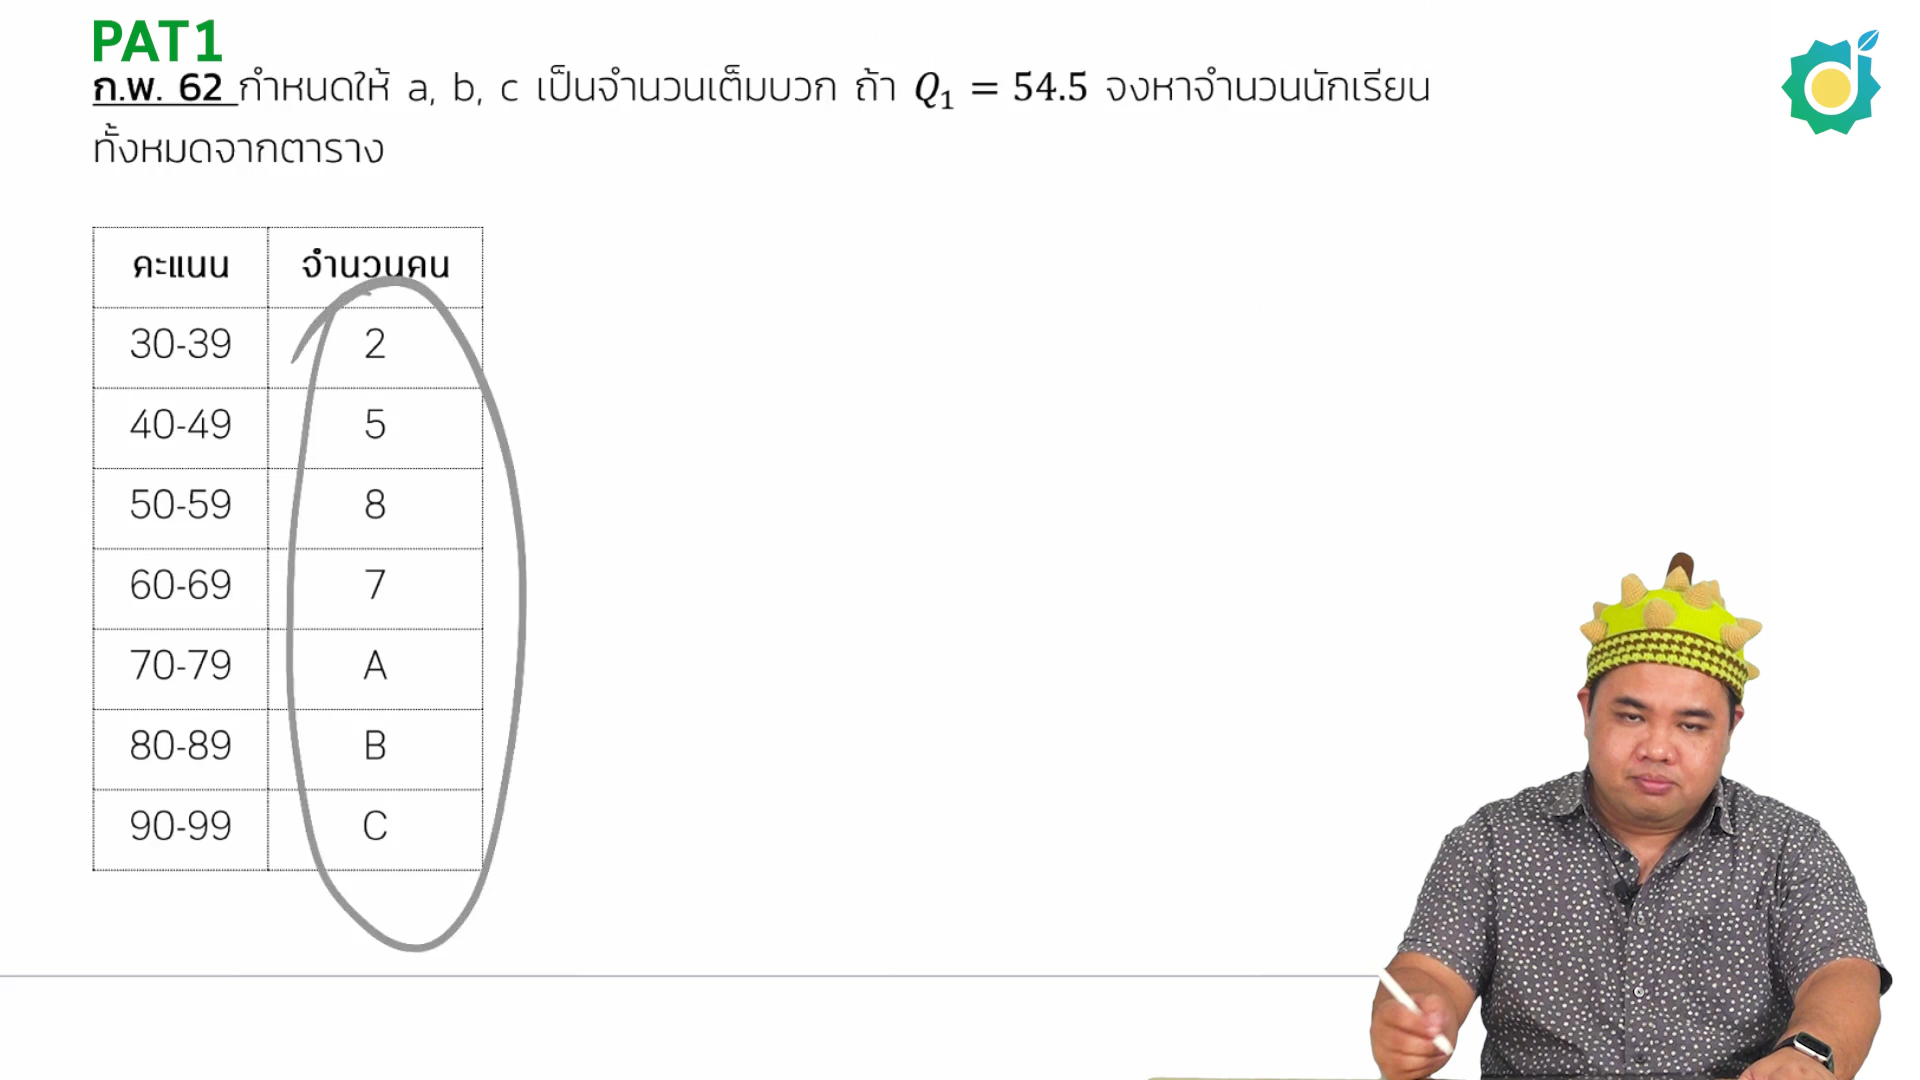 PAT1
ก.พ. 62 กำหนดให้ a, b, c เป็นจำนวนเต็มบวก ถ้า Q₁ = 54.5 จงหาจำนวนนักเรียน
ทั้งหมดจากตาราง
คะแนน จำนวนคน
30-39 2
40-49 5
50-59 8
60-69 7
70-79 A
80-89 B
90-99 C